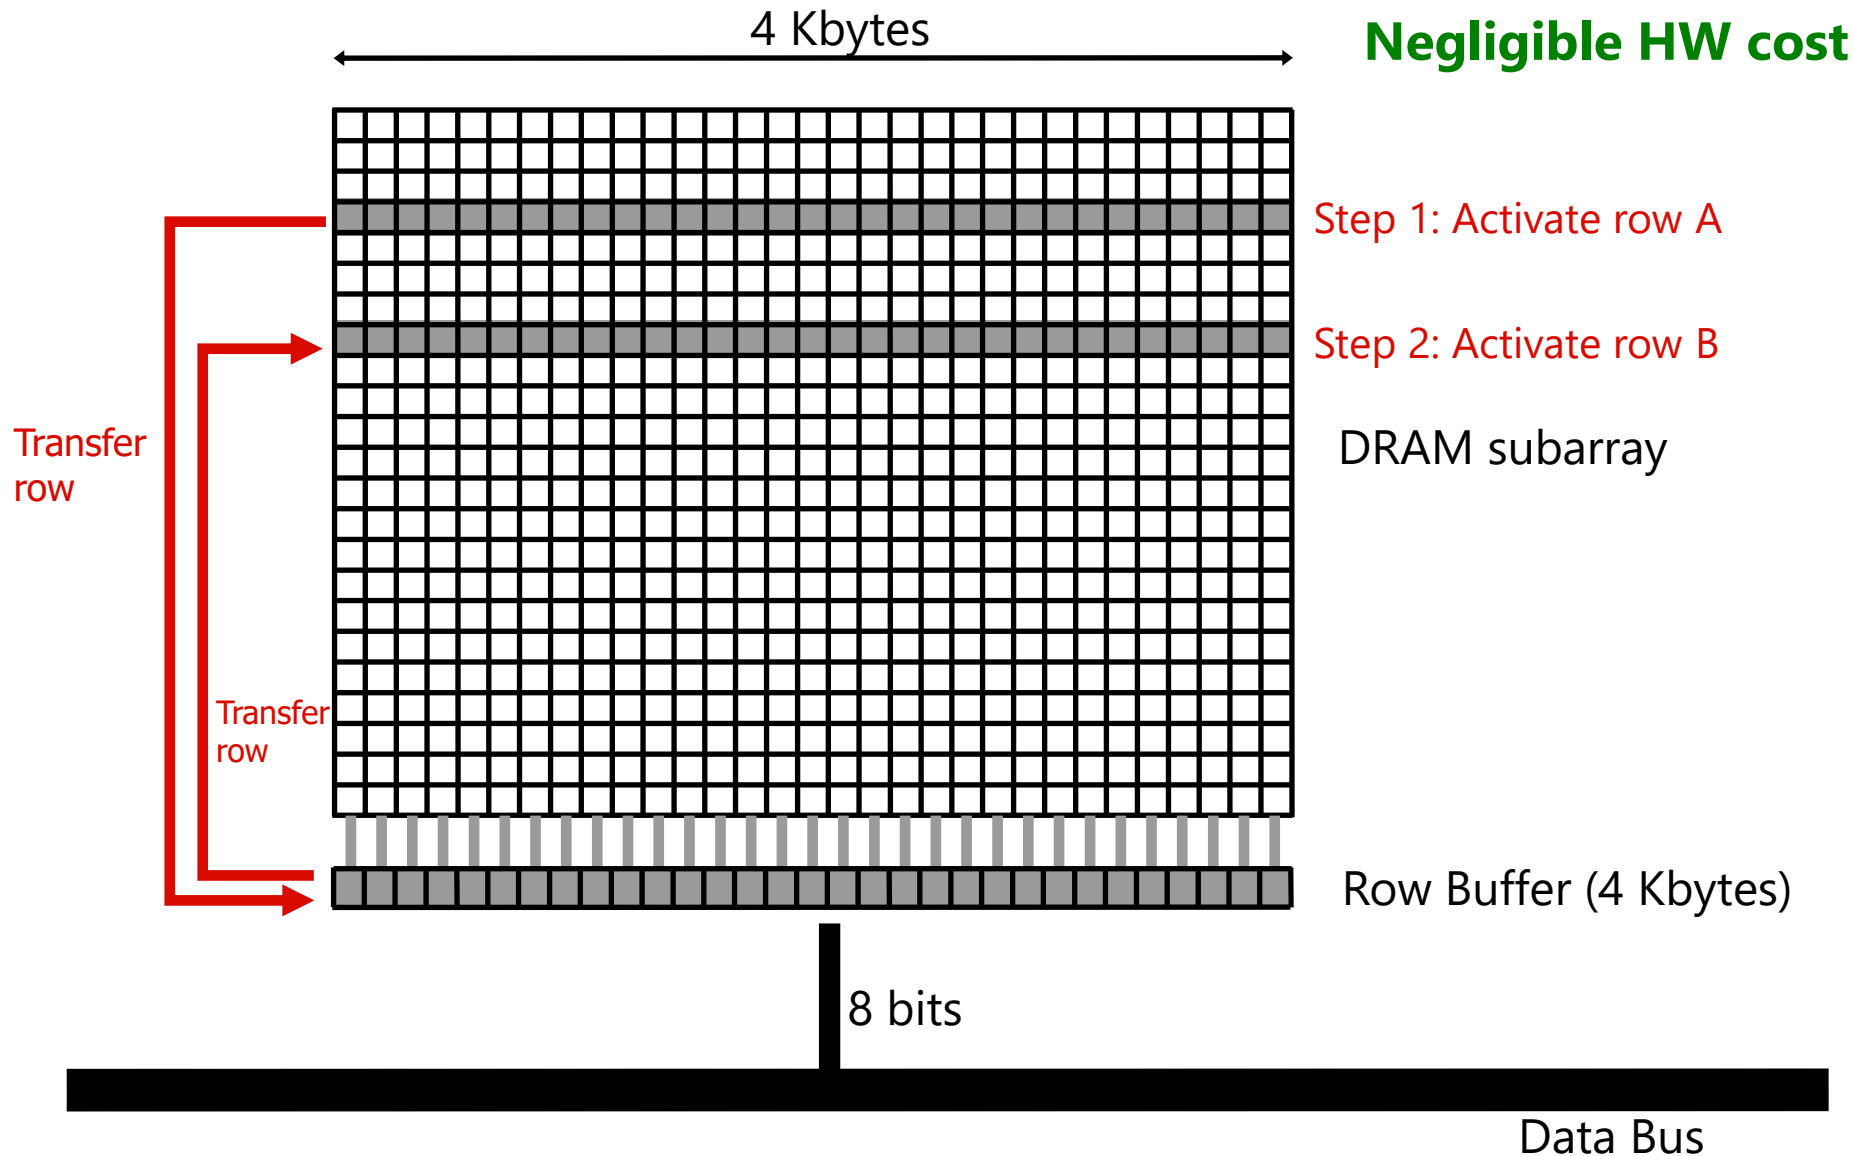 4 Kbytes
Negligible HW cost
Step 1: Activate row A
Step 2: Activate row B
Transfer
row
DRAM subarray
Transfer
row
Row Buffer (4 Kbytes)
8 bits
Data Bus